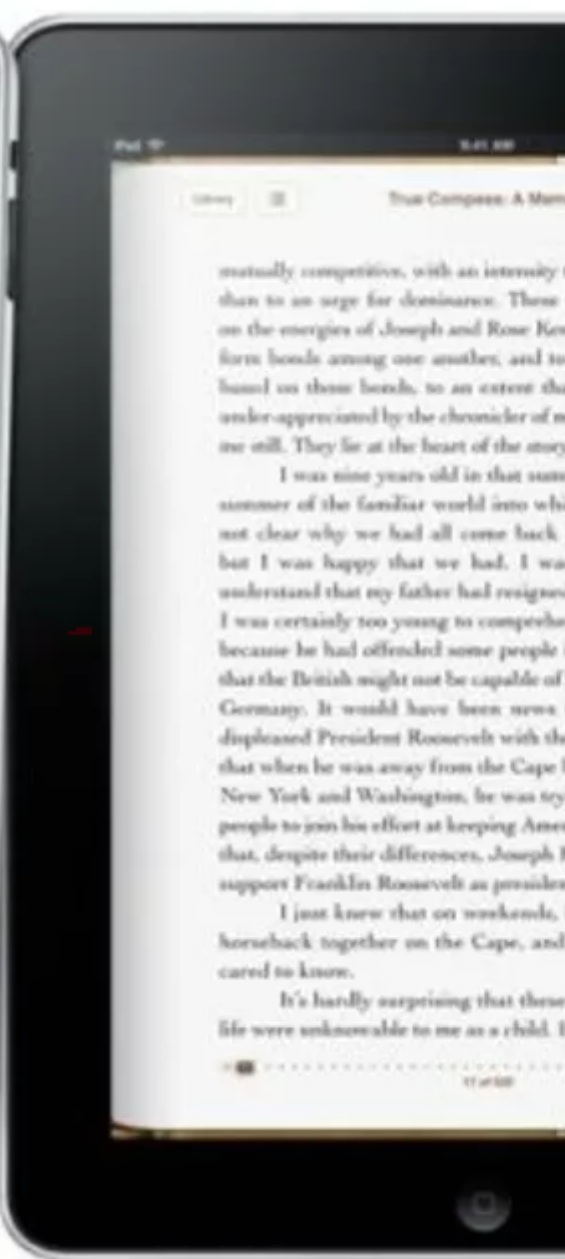 iPad 9:41 AM
Library True Compass: A Mem
mutually competitive, with an intensity
than to an urge for dominance. These
on the energies of Joseph and Rose Ken
form bonds among one another, and to
based on those bonds, to an extent tha
under-appreciated by the chronicler of
me still. They lie at the heart of the story
I was nine years old in that sum
summer of the familiar world into whi
not clear why we had all come back
but I was happy that we had. I wa
understand that my father had resigned
I was certainly too young to comprehe
because he had offended some people
that the British might not be capable of
Germany. It would have been news
displeased President Roosevelt with the
that when he was away from the Cape
New York and Washington, he was try
people to join his effort at keeping Amer
that, despite their differences, Joseph
support Franklin Roosevelt as presiden
I just knew that on weekends,
horseback together on the Cape, and
cared to know.
It's hardly surprising that these
life were unknowable to me as a child.